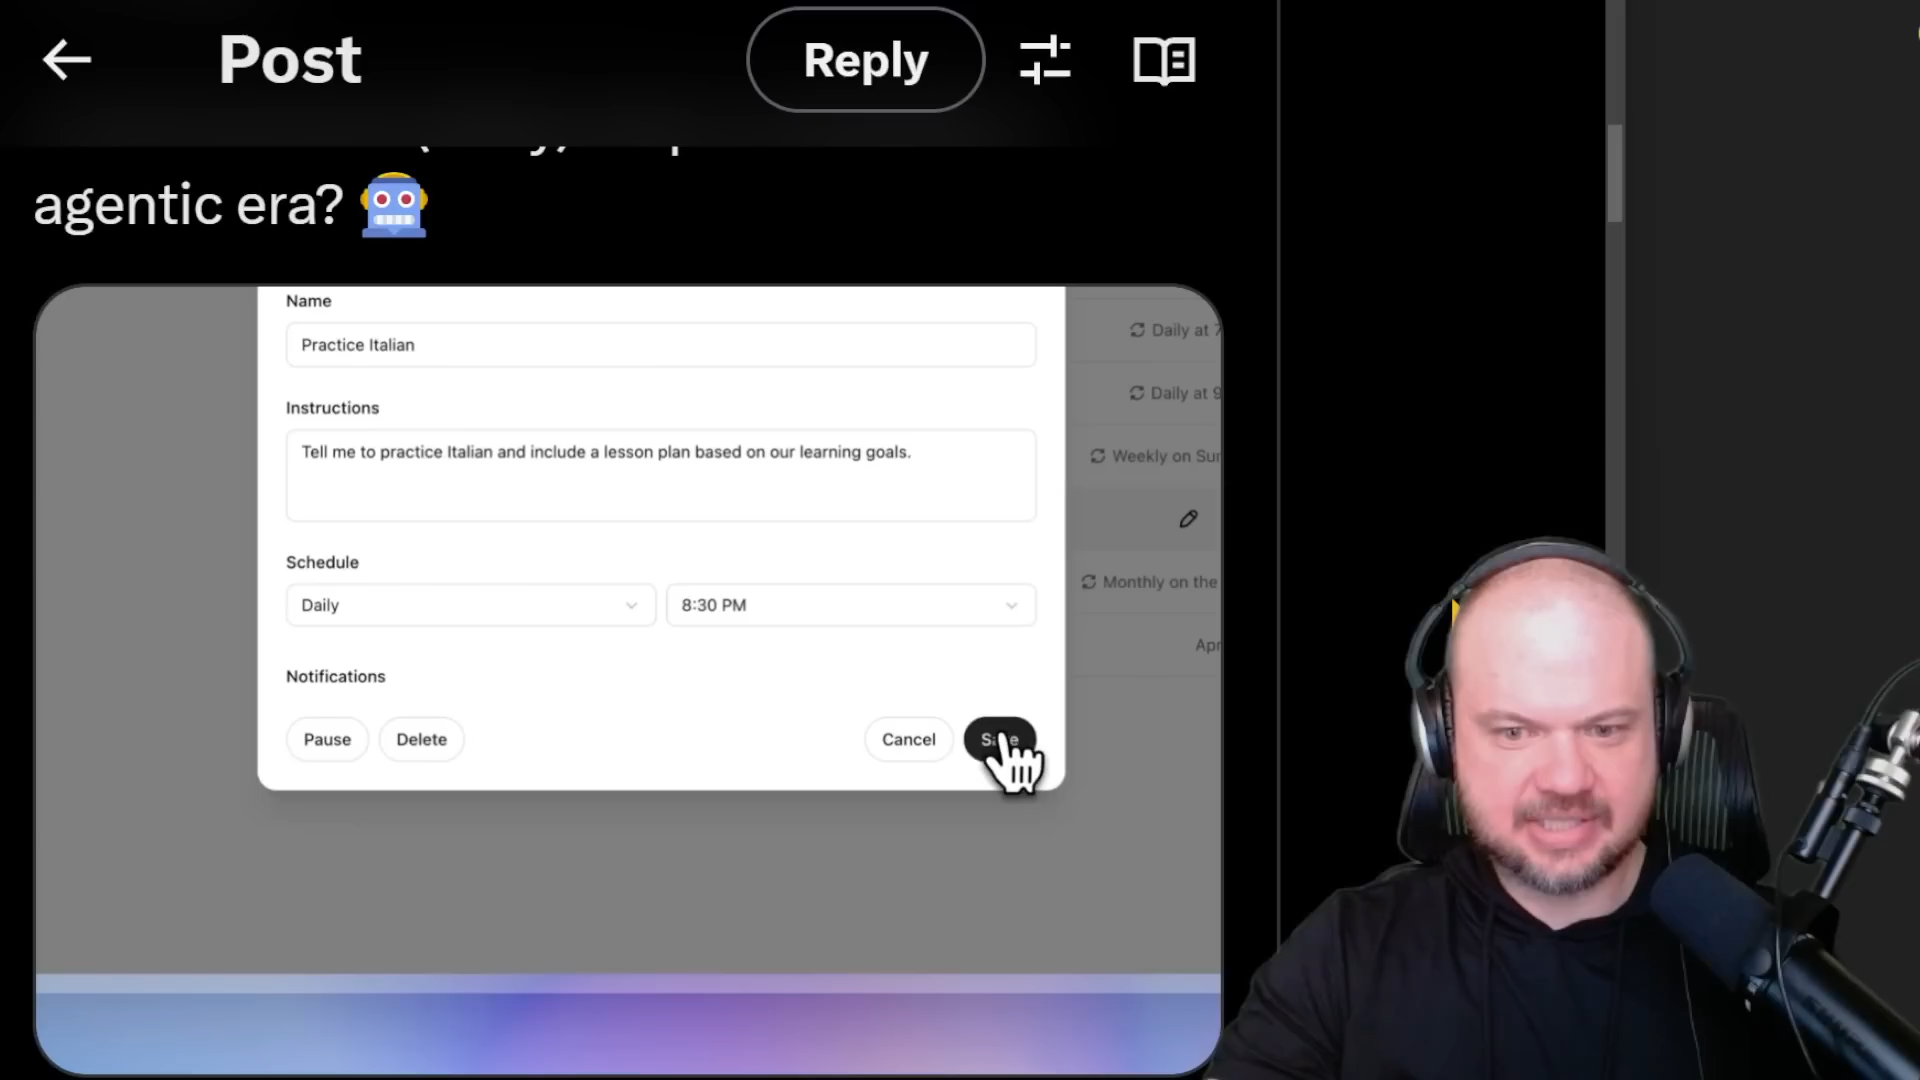 Post
Reply
agentic era?
Name
Practice Italian
Daily at
Instructions
Daily at
Tell me to practice Italian and include a lesson plan based on our learning goals.
Weekly on
Schedule
Daily
8:30 PM
Monthly on the
Notifications
Pause
Delete
Cancel